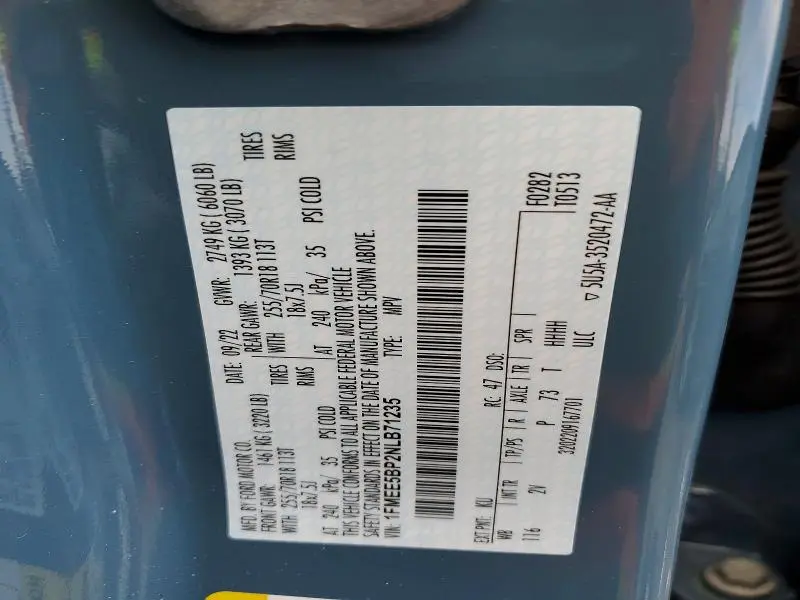 MFD. BY FORD MOTOR CO.
DATE: 09/22 GVWR: 2749 KG ( 6060 LB)
FRONT GAWR: 1461 KG ( 3220 LB) REAR GAWR: 1393 KG ( 3070 LB)
WITH 255/70R18 113T TIRES WITH 255/70R18 113T TIRES
18x7.5J RIMS 18x7.5J RIMS
AT 240 kPa/ 35 PSI COLD AT 240 kPa/ 35 PSI COLD
THIS VEHICLE CONFORMS TO ALL APPLICABLE FEDERAL MOTOR VEHICLE
SAFETY STANDARDS IN EFFECT ON THE DATE OF MANUFACTURE SHOWN ABOVE.
VIN: 1FMEE5BP2NLB71235 TYPE: MPV
EXT PNT: KU RC: 47 DSO: F0282
WB INT TR TP/PS R AXLE TR SPR T0513
116 2V P 73 T HHHH
3202209167701 ULC 5U5A-3520472-AA